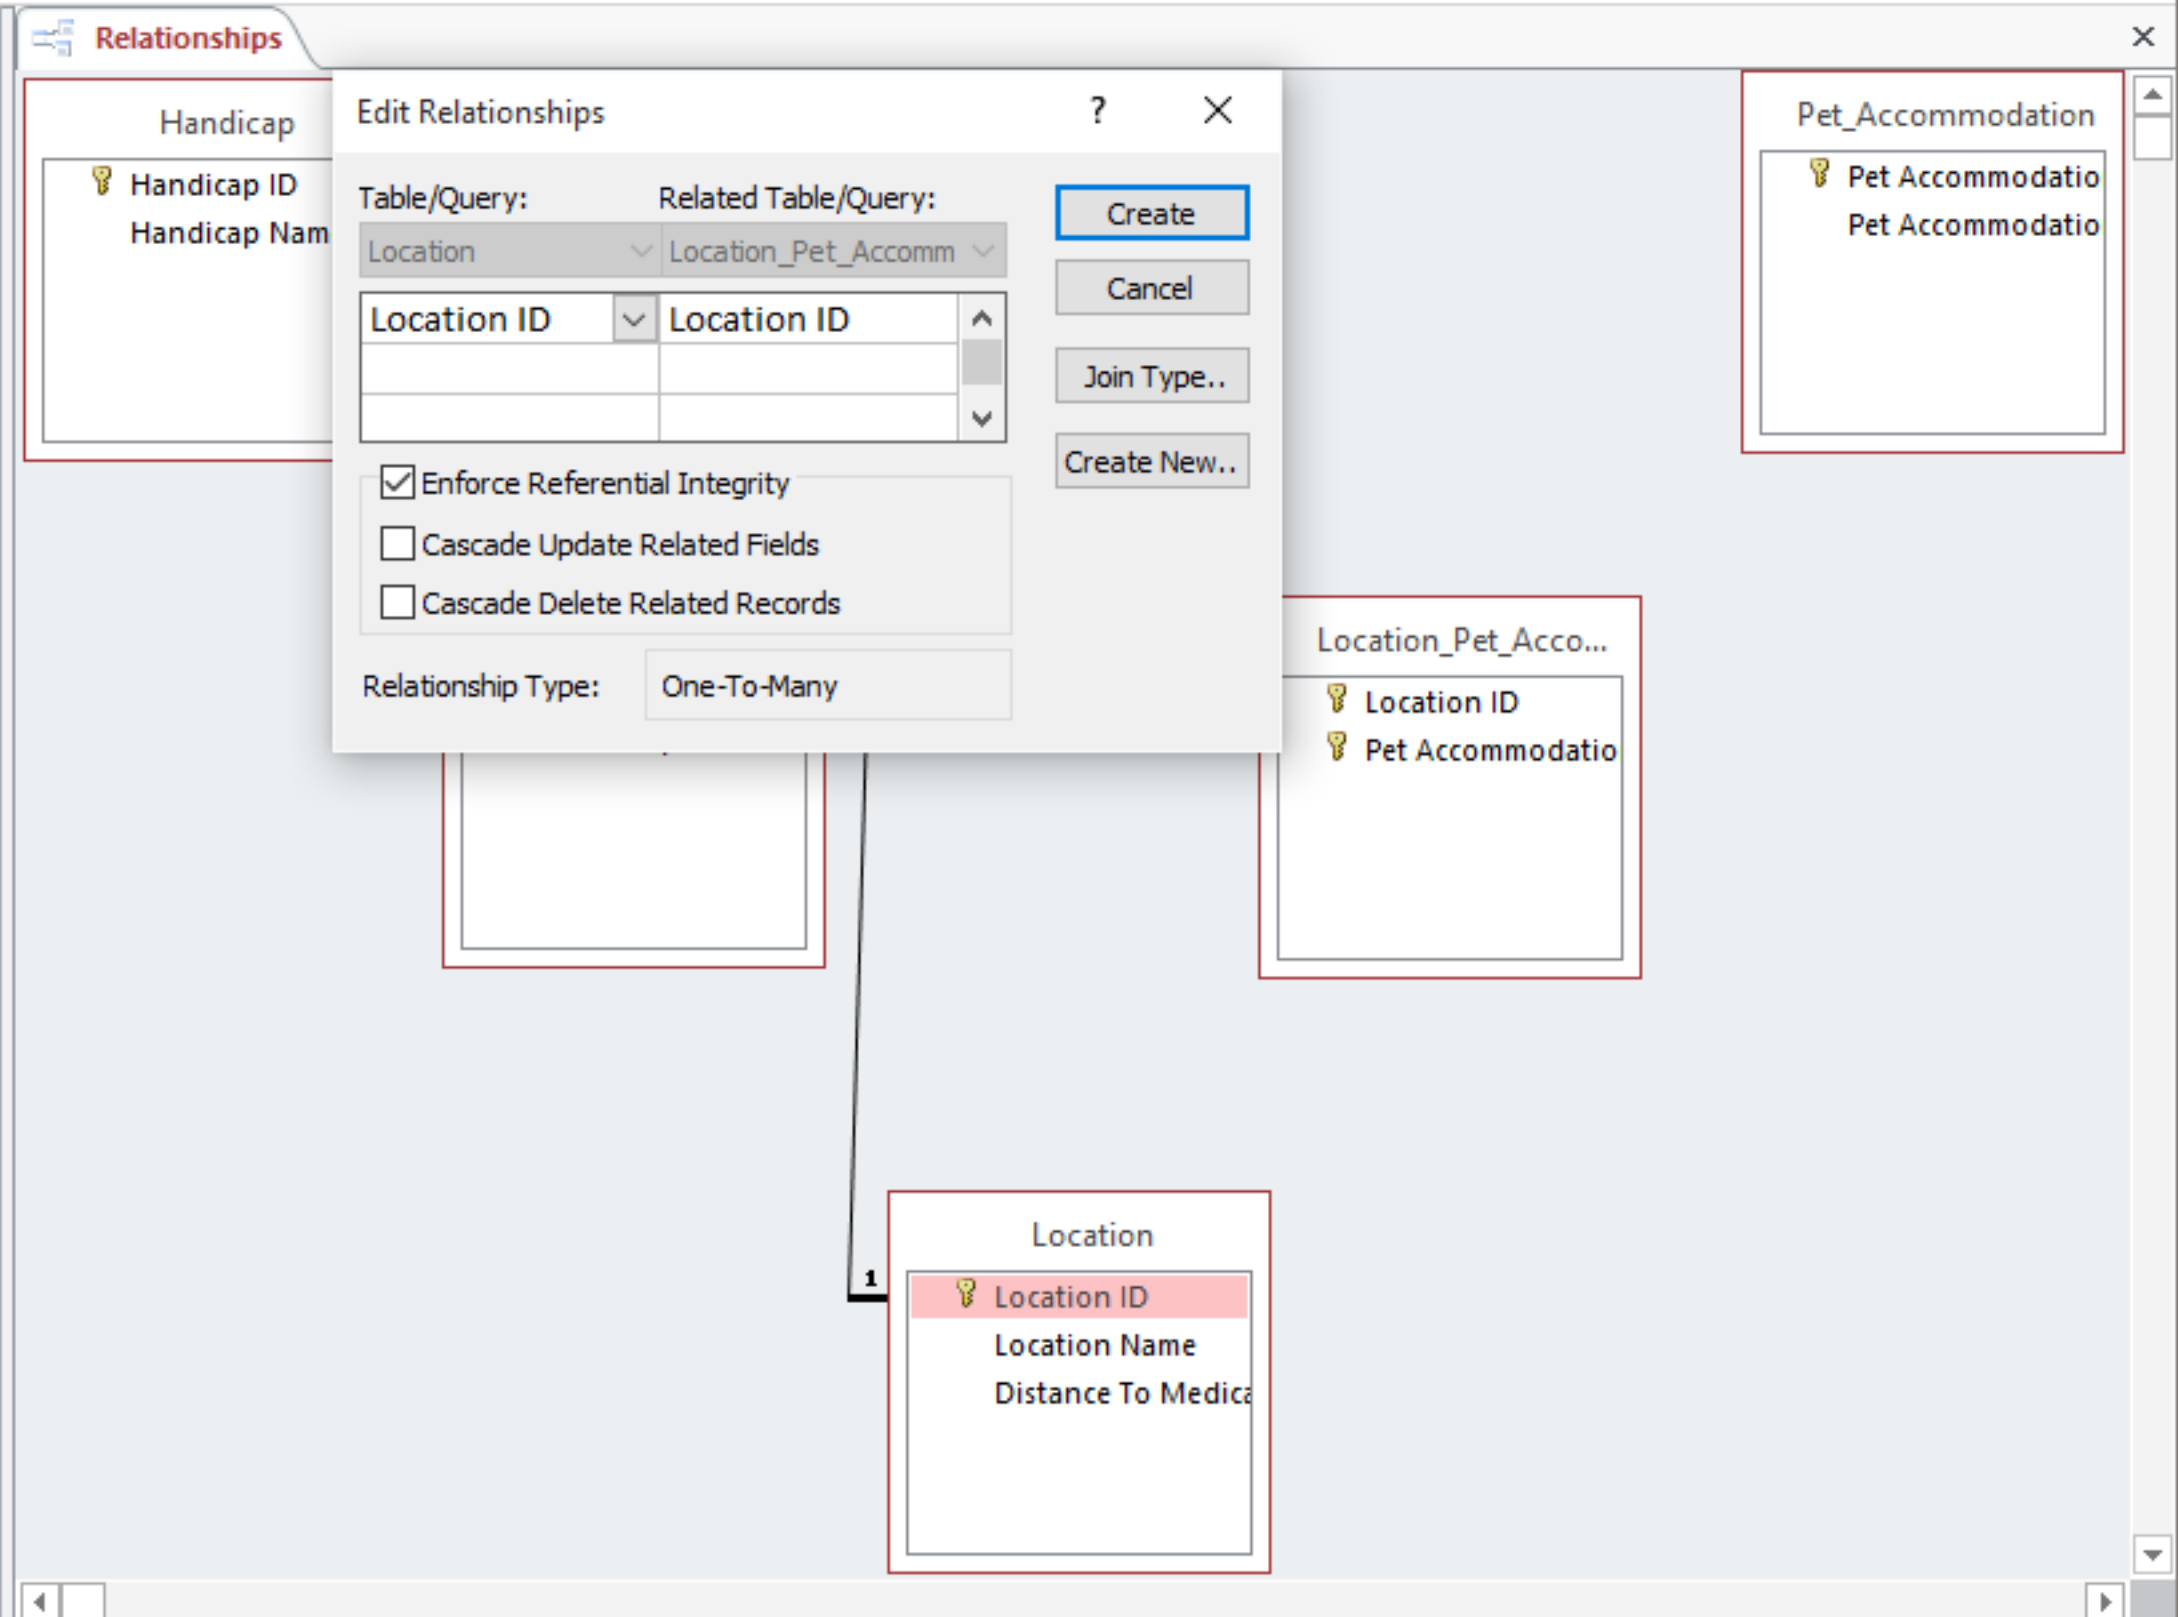 Relationships
Handicap
Handicap ID
Handicap Nam
Edit Relationships
?
Table/Query:
Related Table/Query:
Location
Location_Pet_Accomm
Location ID
Location ID
Enforce Referential Integrity
Cascade Update Related Fields
Cascade Delete Related Records
Relationship Type:
One-To-Many
Create
Cancel
Join Type..
Create New..
Pet_Accommodation
Pet Accommodatio
Pet Accommodatio
Location_Pet_Acco...
Location ID
Pet Accommodatio
1
Location
Location ID
Location Name
Distance To Medica